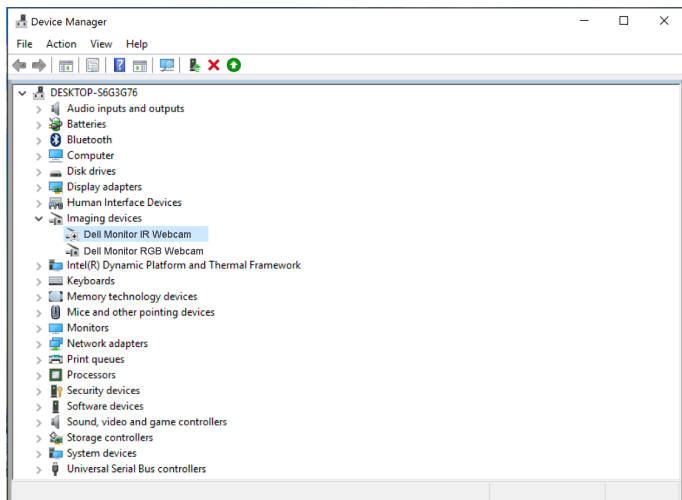 Device Manager
File Action View Help
DESKTOP-S6G3G76
Audio inputs and outputs
Batteries
Bluetooth
Computer
Disk drives
Display adapters
Human Interface Devices
Imaging devices
Dell Monitor IR Webcam
Dell Monitor RGB Webcam
Intel(R) Dynamic Platform and Thermal Framework
Keyboards
Memory technology devices
Mice and other pointing devices
Monitors
Network adapters
Print queues
Processors
Security devices
Software devices
Sound, video and game controllers
Storage controllers
System devices
Universal Serial Bus controllers